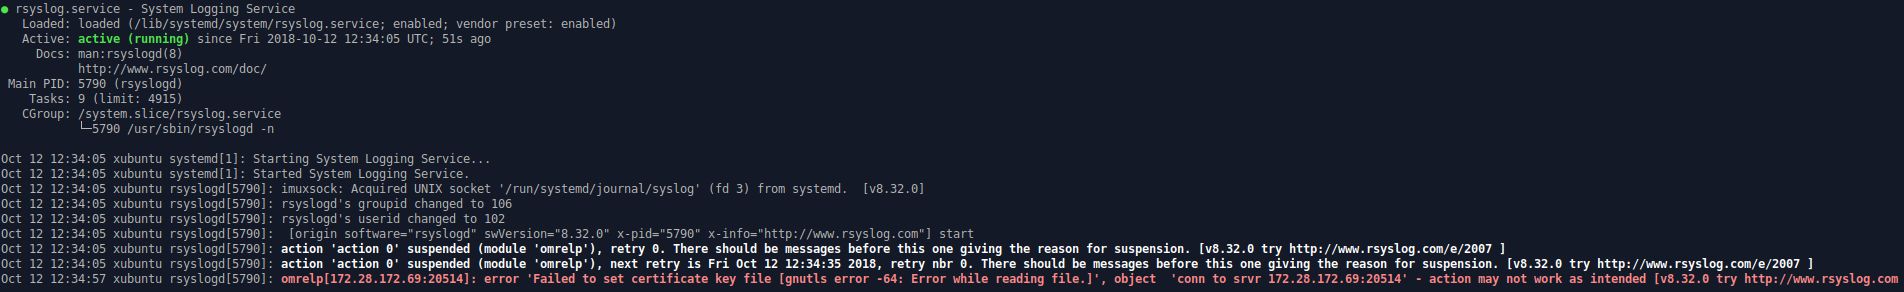 ● rsyslog.service - System Logging Service
Loaded: loaded (/lib/systemd/system/rsyslog.service; enabled; vendor preset: enabled)
Active: active (running) since Fri 2018-10-12 12:34:05 UTC; 51s ago
Docs: man:rsyslogd(8)
http://www.rsyslog.com/doc/
Main PID: 5790 (rsyslogd)
Tasks: 9 (limit: 4915)
CGroup: /system.slice/rsyslog.service
└─5790 /usr/sbin/rsyslogd -n
Oct 12 12:34:05 xubuntu systemd[1]: Starting System Logging Service...
Oct 12 12:34:05 xubuntu systemd[1]: Started System Logging Service.
Oct 12 12:34:05 xubuntu rsyslogd[5790]: imuxsock: Acquired UNIX socket '/run/systemd/journal/syslog' (fd 3) from systemd.  [v8.32.0]
Oct 12 12:34:05 xubuntu rsyslogd[5790]: rsyslogd's groupid changed to 106
Oct 12 12:34:05 xubuntu rsyslogd[5790]: rsyslogd's userid changed to 102
Oct 12 12:34:05 xubuntu rsyslogd[5790]:  [origin software="rsyslogd" swVersion="8.32.0" x-pid="5790" x-info="http://www.rsyslog.com"] start
Oct 12 12:34:05 xubuntu rsyslogd[5790]: action 'action 0' suspended (module 'omrelp'), retry 0. There should be messages before this one giving the reason for suspension. [v8.32.0 try http://www.rsyslog.com/e/2007 ]
Oct 12 12:34:05 xubuntu rsyslogd[5790]: action 'action 0' suspended (module 'omrelp'), next retry is Fri Oct 12 12:34:35 2018, retry nbr 0. There should be messages before this one giving the reason for suspension. [v8.32.0 try http://www.rsyslog.com/e/2007 ]
Oct 12 12:34:57 xubuntu rsyslogd[5790]: omrelp[172.28.172.69:20514]: error 'Failed to set certificate key file [gnutls error -64: Error while reading file.]', object  'conn to srvr 172.28.172.69:20514' - action may not work as intended [v8.32.0 try http://www.rsyslog.com